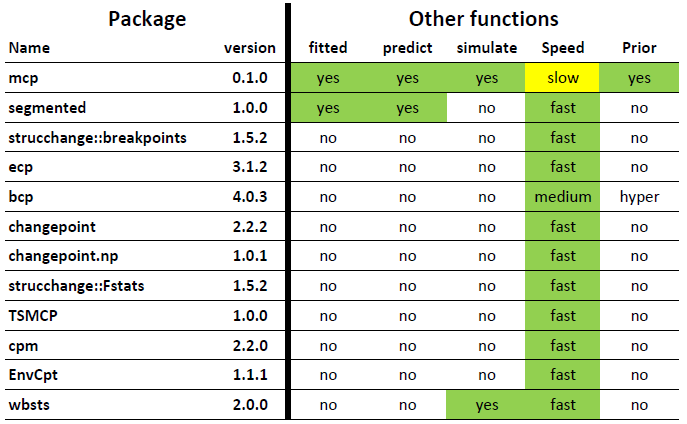 Package Other functions
Name version fitted predict simulate Speed Prior
mcp 0.1.0 yes yes yes slow yes
segmented 1.0.0 yes yes no fast no
strucchange::breakpoints 1.5.2 no no no fast no
ecp 3.1.2 no no no fast no
bcp 4.0.3 no no no medium hyper
changepoint 2.2.2 no no no fast no
changepoint.np 1.0.1 no no no fast no
strucchange::Fstats 1.5.2 no no no fast no
TSMCP 1.0.0 no no no fast no
cpm 2.2.0 no no no fast no
EnvCpt 1.1.1 no no no fast no
wbsts 2.0.0 no no yes fast no